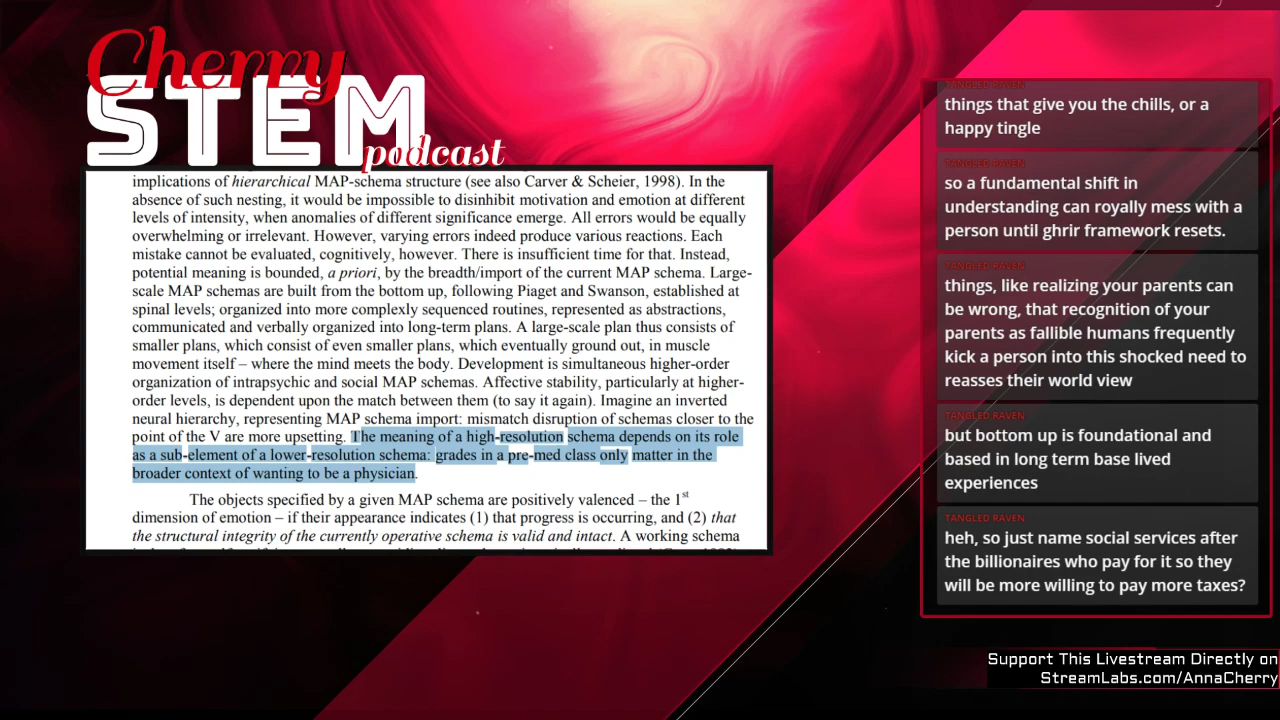 Cherry
STEM
podcast
implications of hierarchical MAP-schema structure (see also Carver & Scheier, 1998). In the
absence of such nesting, it would be impossible to disinhibit motivation and emotion at different
levels of intensity, when anomalies of different significance emerge. All errors would be equally
overwhelming or irrelevant. However, varying errors indeed produce various reactions. Each
mistake cannot be evaluated, cognitively, however. There is insufficient time for that. Instead,
potential meaning is bounded, a priori, by the breadth/import of the current MAP schema. Large-
scale MAP schemas are built from the bottom up, following Piaget and Swanson, established at
spinal levels; organized into more complexly sequenced routines, represented as abstractions,
communicated and verbally organized into long-term plans. A large-scale plan thus consists of
smaller plans, which consist of even smaller plans, which eventually ground out, in muscle
movement itself – where the mind meets the body. Development is simultaneous higher-order
organization of intrapsychic and social MAP schemas. Affective stability, particularly at higher-
order levels, is dependent upon the match between them (to say it again). Imagine an inverted
neural hierarchy, representing MAP schema import: mismatch disruption of schemas closer to the
point of the V are more upsetting. The meaning of a high-resolution schema depends on its role
as a sub-element of a lower-resolution schema: grades in a pre-med class only matter in the
broader context of wanting to be a physician.
The objects specified by a given MAP schema are positively valenced – the 1st
dimension of emotion – if their appearance indicates (1) that progress is occurring, and (2) that
the structural integrity of the currently operative schema is valid and intact. A working schema
TANGLED RAVEN
things that give you the chills, or a
happy tingle
TANGLED RAVEN
so a fundamental shift in
understanding can royally mess with a
person until ghrir framework resets.
TANGLED RAVEN
things, like realizing your parents can
be wrong, that recognition of your
parents as fallible humans frequently
kick a person into this shocked need to
reasses their world view
TANGLED RAVEN
but bottom up is foundational and
based in long term base lived
experiences
TANGLED RAVEN
heh, so just name social services after
the billionaires who pay for it so they
will be more willing to pay more taxes?
Support This Livestream Directly on
StreamLabs.com/AnnaCherry